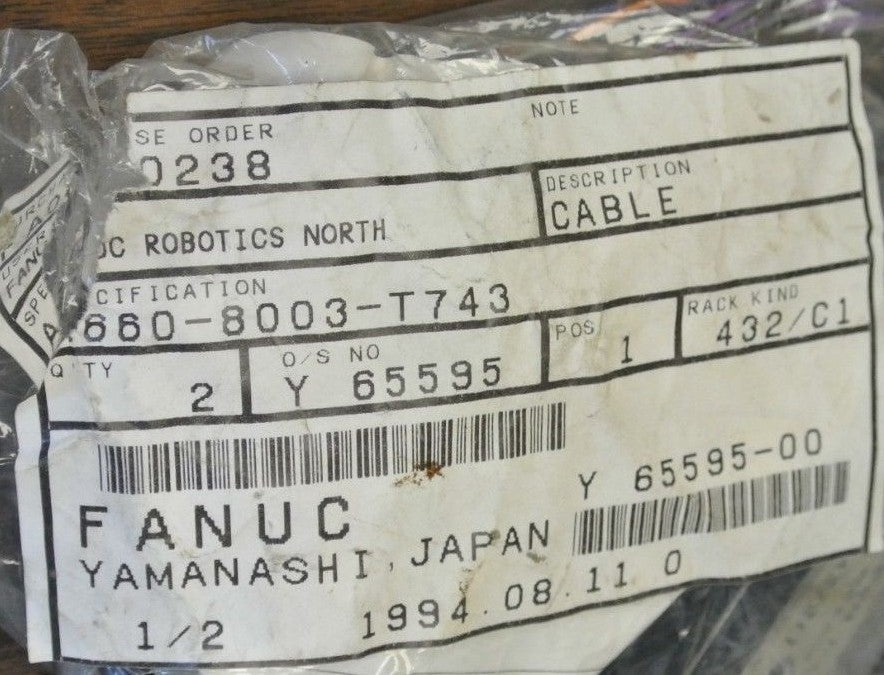 SE ORDER NOTE
0238
DESCRIPTION
UC ROBOTICS NORTH CABLE
CIFICATION
660-8003-T743
Q'TY O/S NO POS RACK KIND
2 Y 65595 1 432/C1
Y 65595-00
FANUC
YAMANASHI, JAPAN
1/2 1994.08.11 0